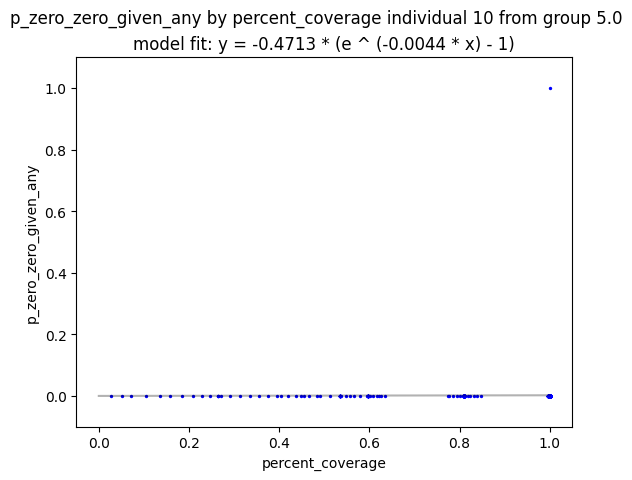 p_zero_zero_given_any by percent_coverage individual 10 from group 5.0
model fit: y = -0.4713 * (e ^ (-0.0044 * x) - 1)
1.0
0.8
0.6
0.4
0.2
0.0
p_zero_zero_given_any
0.0 0.2 0.4 0.6 0.8 1.0
percent_coverage